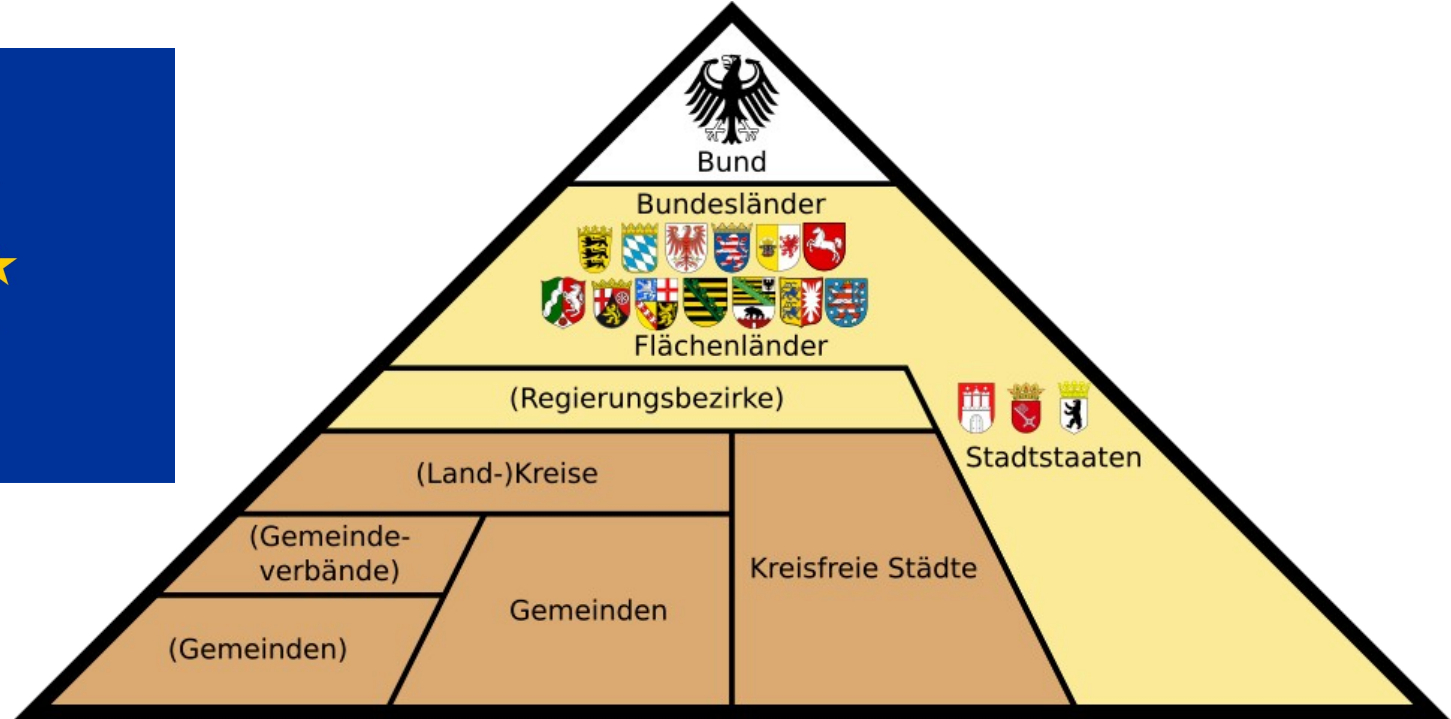 Bund
Bundesländer
Flächenländer
(Regierungsbezirke)
Stadtstaaten
(Land-)Kreise
(Gemeinde-
verbände)
Kreisfreie Städte
Gemeinden
(Gemeinden)